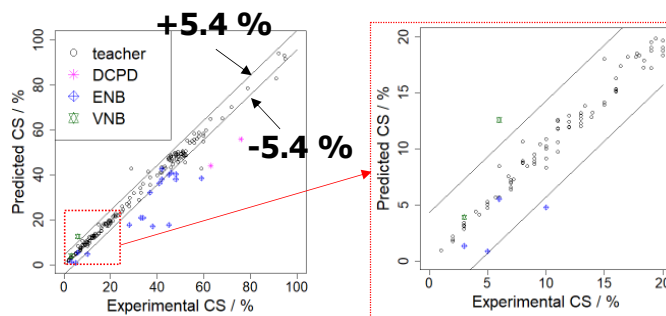 +5.4 %
-5.4 %
teacher
DCPD
ENB
VNB
Predicted CS / %
0 20 40 60 80 100
0 20 40 60 80 100
Experimental CS / %
Predicted CS / %
0 5 10 15 20
0 5 10 15 20
Experimental CS / %